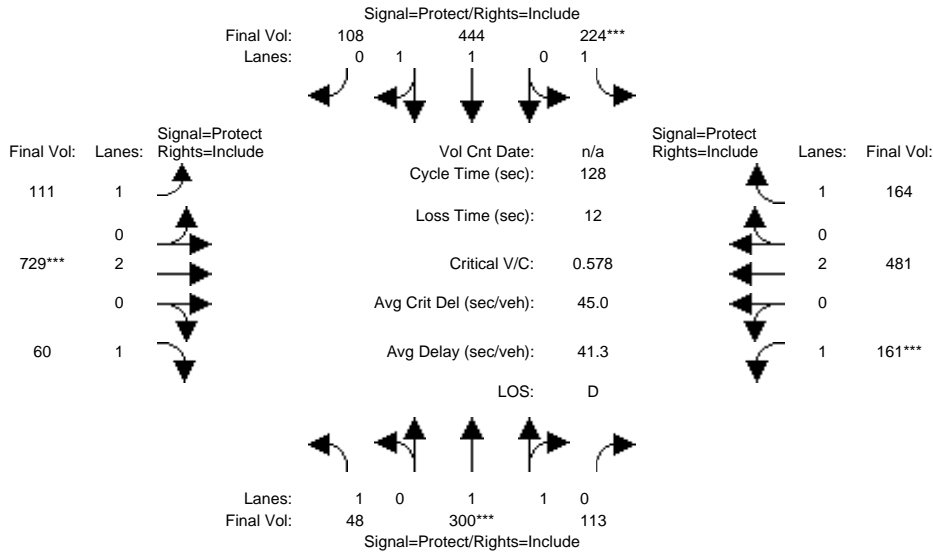 Signal=Protect/Rights=Include
Final Vol: 108 444 224***
Lanes: 0 1 1 0 1
Signal=Protect Signal=Protect
Final Vol: Lanes: Rights=Include Vol Cnt Date: n/a Rights=Include Lanes: Final Vol:
Cycle Time (sec): 128
111 1 1 164
Loss Time (sec): 12
0 0
729*** 2 Critical V/C: 0.578 2 481
0 Avg Crit Del (sec/veh): 45.0 0
60 1 Avg Delay (sec/veh): 41.3 1 161***
LOS: D
Lanes: 1 0 1 1 0
Final Vol: 48 300*** 113
Signal=Protect/Rights=Include